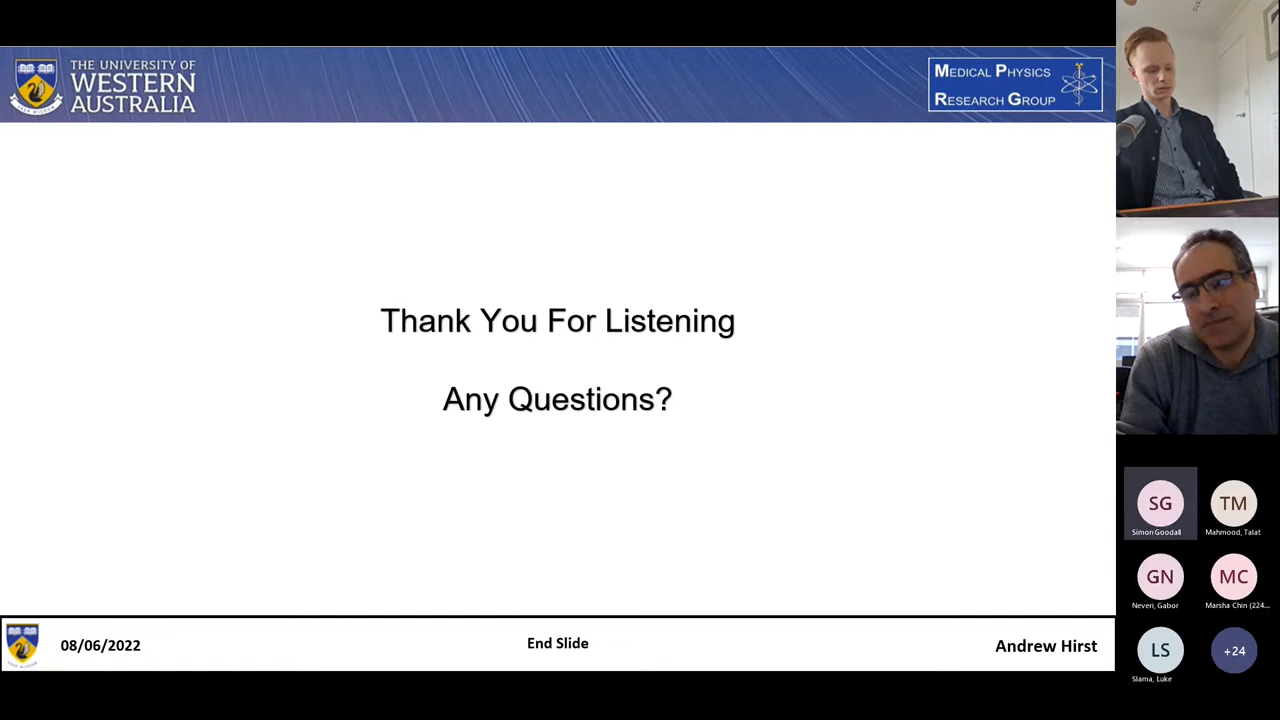 THE UNIVERSITY OF
WESTERN
AUSTRALIA
MEDICAL PHYSICS
RESEARCH GROUP
Thank You For Listening
Any Questions?
08/06/2022
End Slide
Andrew Hirst
SG
Simon Goodall
TM
Mahmood, Talat
GN
Neveri, Gabor
MC
Marsha Chin (224...
LS
Slama, Luke
+24